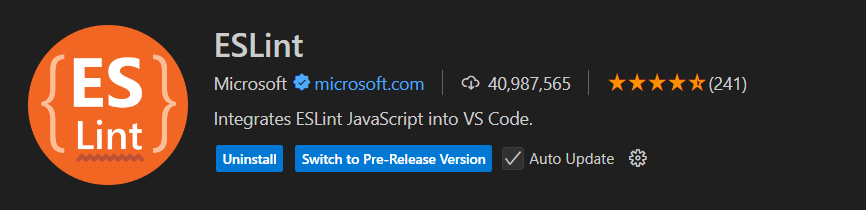 {ES
Lint}
ESLint
Microsoft microsoft.com 40,987,565 (241)
Integrates ESLint JavaScript into VS Code.
Uninstall Switch to Pre-Release Version Auto Update